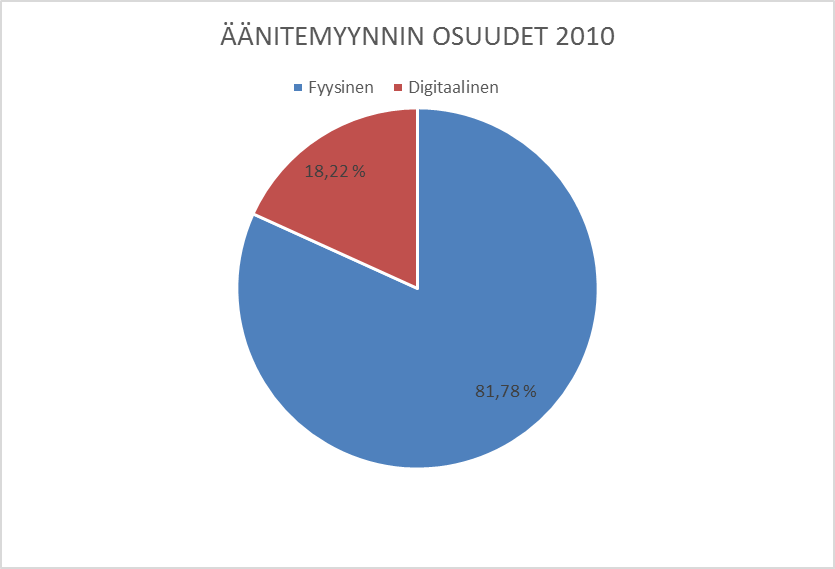 ÄÄNITEMYYNNIN OSUUDET 2010
Fyysinen Digitaalinen
18,22 %
81,78 %